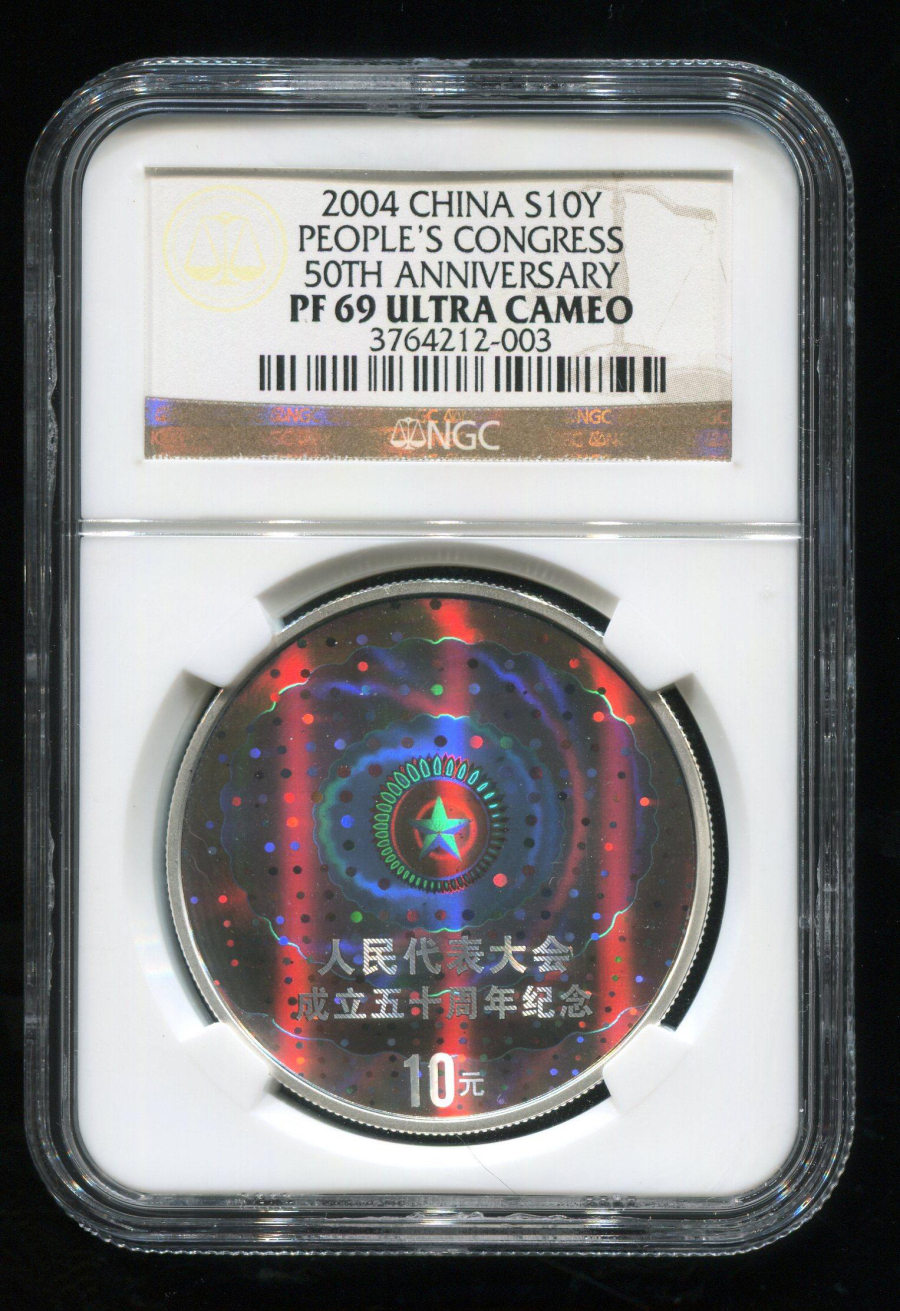 2004 CHINA S10Y
PEOPLE'S CONGRESS
50TH ANNIVERSARY
PF 69 ULTRA CAMEO
3764212-003
NGC
人民代表大会
成立五十周年纪念
10元